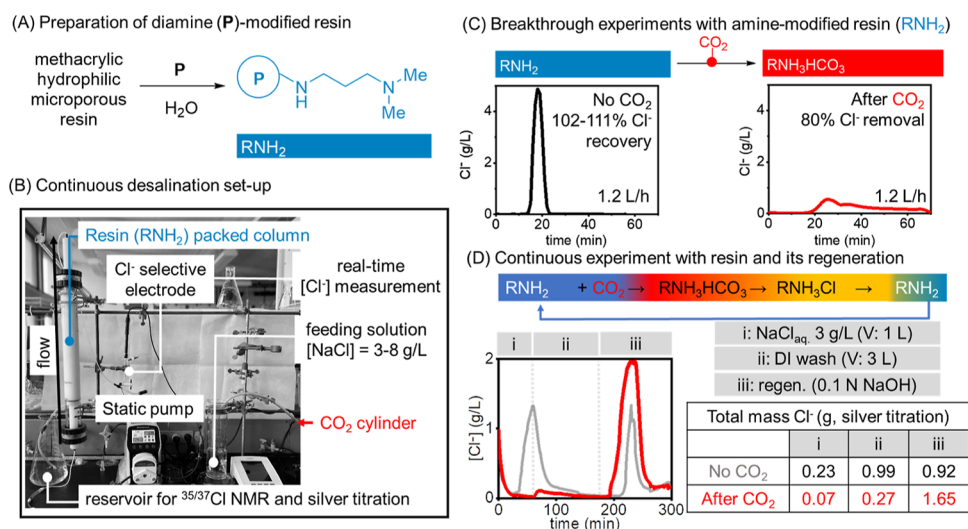 (A) Preparation of diamine (P)-modified resin
methacrylic
hydrophilic
microporous
resin
P
H₂O
P
N
H
N
Me
Me
RNH₂
(B) Continuous desalination set-up
Resin (RNH₂) packed column
Cl⁻ selective
electrode
real-time
[Cl⁻] measurement
feeding solution
[NaCl] = 3-8 g/L
flow
Static pump
CO₂ cylinder
reservoir for ³⁵/³⁷Cl NMR and silver titration
(C) Breakthrough experiments with amine-modified resin (RNH₂)
RNH₂
CO₂
RNH₃HCO₃
Cl⁻ (g/L)
4
2
0
0 20 40 60
time (min)
No CO₂
102-111% Cl⁻
recovery
1.2 L/h
Cl⁻ (g/L)
4
2
0
0 20 40 60
time (min)
After CO₂
80% Cl⁻ removal
1.2 L/h
(D) Continuous experiment with resin and its regeneration
RNH₂ + CO₂→ RNH₃HCO₃→ RNH₃Cl → RNH₂
i ii iii
[Cl⁻] (g/L)
2
1
0
0 100 200 300
time (min)
i: NaClaq. 3 g/L (V: 1 L)
ii: DI wash (V: 3 L)
iii: regen. (0.1 N NaOH)
Total mass Cl⁻ (g, silver titration)
i ii iii
No CO₂ 0.23 0.99 0.92
After CO₂ 0.07 0.27 1.65